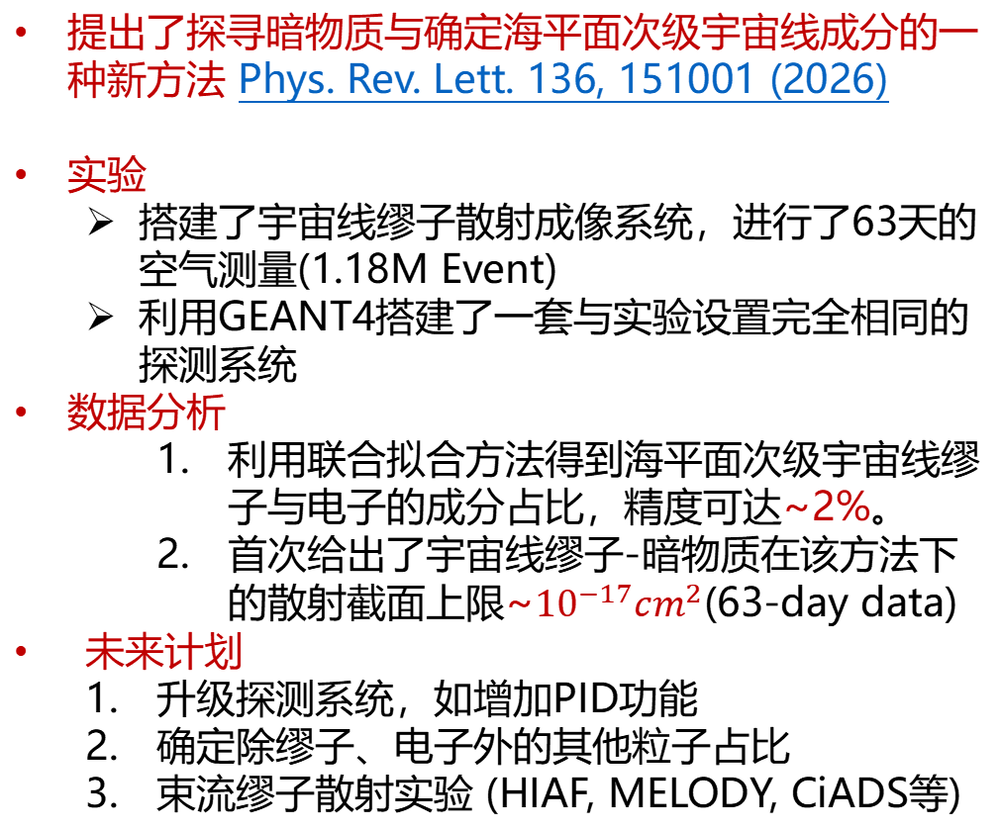 • 提出了探寻暗物质与确定海平面次级宇宙线成分的一
种新方法 Phys. Rev. Lett. 136, 151001 (2026)
• 实验
➢ 搭建了宇宙线缪子散射成像系统，进行了63天的
空气测量(1.18M Event)
➢ 利用GEANT4搭建了一套与实验设置完全相同的
探测系统
• 数据分析
1. 利用联合拟合方法得到海平面次级宇宙线缪
子与电子的成分占比，精度可达~2%。
2. 首次给出了宇宙线缪子-暗物质在该方法下
的散射截面上限~10⁻¹⁷cm²(63-day data)
• 未来计划
1. 升级探测系统，如增加PID功能
2. 确定除缪子、电子外的其他粒子占比
3. 束流缪子散射实验 (HIAF, MELODY, CiADS等)